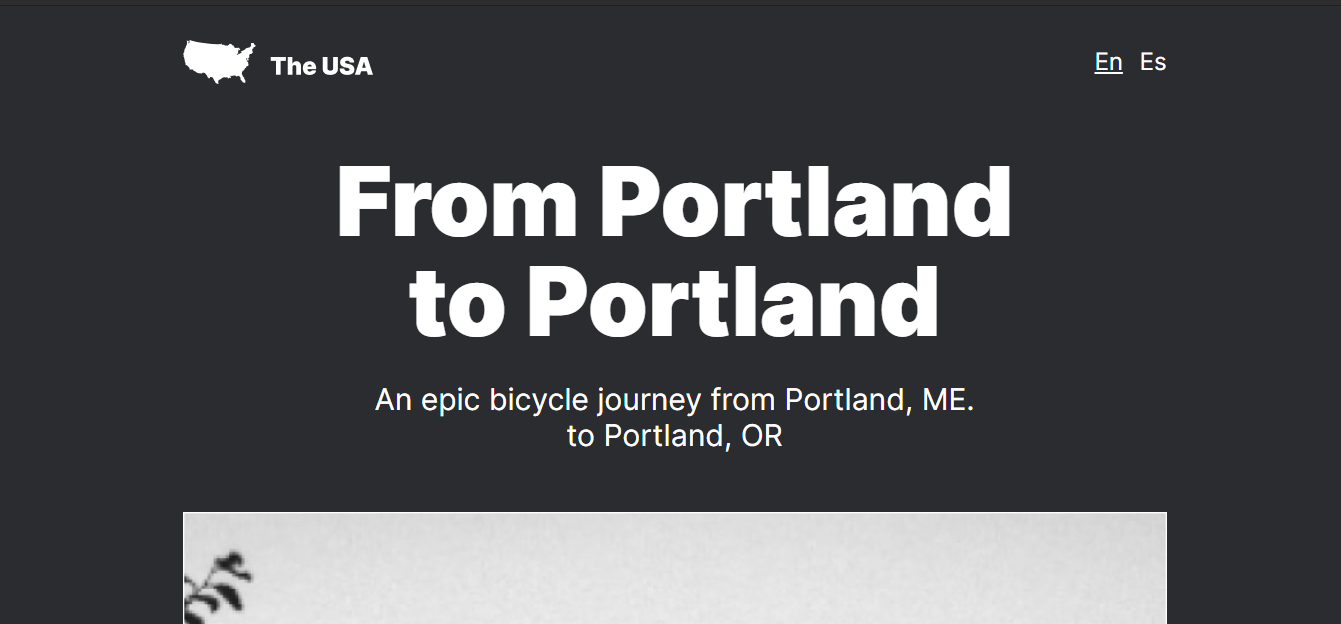 The USA
En Es
From Portland
to Portland
An epic bicycle journey from Portland, ME.
to Portland, OR